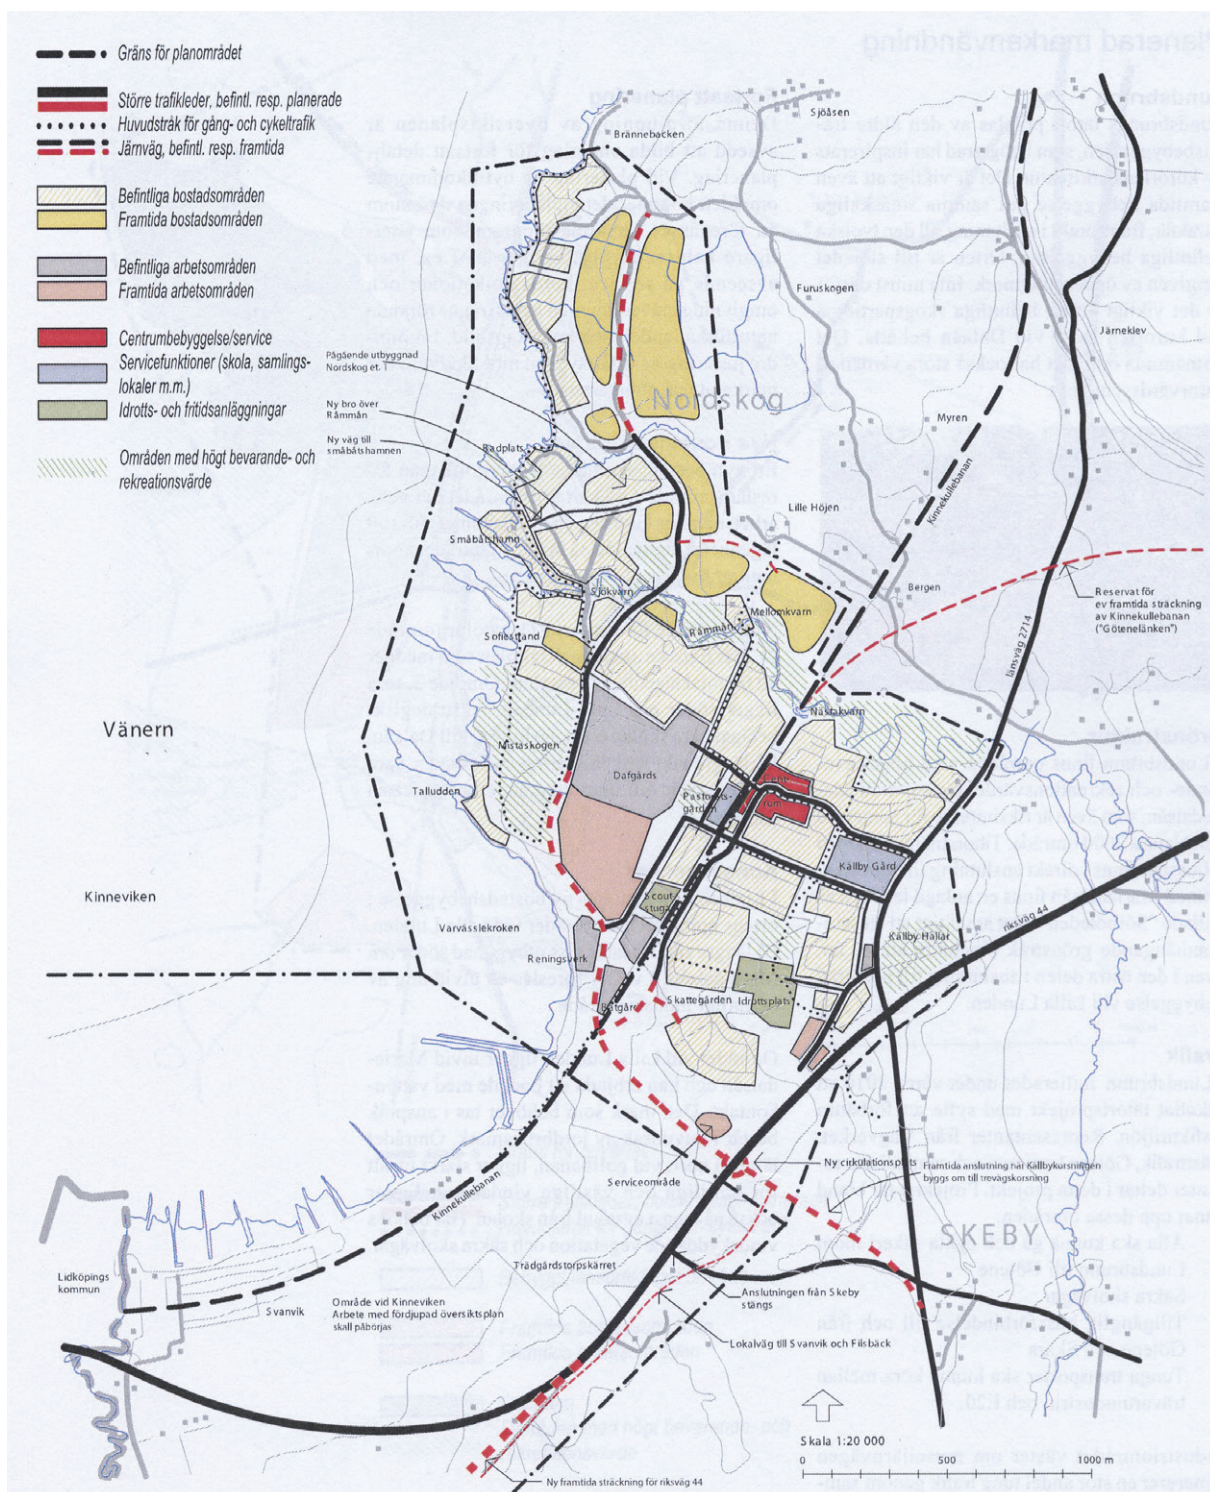 Gräns för planområdet
Större trafikleder, befintl. resp. planerade
Huvudstråk för gång- och cykeltrafik
Järnväg, befintl. resp. framtida
Befintliga bostadsområden
Framtida bostadsområden
Befintliga arbetsområden
Framtida arbetsområden
Centrumbebyggelse/service
Servicefunktioner (skola, samlings-
lokaler m.m.)
Idrotts- och fritidsanläggningar
Områden med högt bevarande- och
rekreationsvärde
Brännebacken
Sjöåsen
Furuskogen
Järneklev
Pågående utbyggnad
Nordskog et. 1
Ny bro över
Råmmån
Ny väg till
småbåtshamnen
Nordskog
Badplats
Myren
Kinnekullebanan
Lille Höjen
Småbåtshamn
Bergen
Sjökvarn
Mellomkvarn
Reservat för
ev framtida sträckning
av Kinnekullebanan
("Götenelänken")
Råmmån
Sofiestrand
länsväg 2714
Nästakvarn
Vänern
Mistaskogen
Dafgårds
Talludden
Pastorats-
gården
Cent-
rum
Källby Gård
Kinneviken
Scout-
stuga
Varvässlekroken
riksväg 44
Källby Hallar
Reningsverk
Skattegården
Idrottsplats
Båtgård
Ny cirkulationsplats
Framtida anslutning när Källbykorsningen
byggs om till trevägskorsning
Serviceområde
Kinnekullebanan
SKEBY
Trädgårdstorpskärret
Lidköpings
kommun
Svanvik
Område vid Kinneviken
Arbete med fördjupad översiktsplan
skall påbörjas
Anslutningen från Skeby
stängs
Lokalväg till Svanvik och Filsbäck
Skala 1:20 000
0 500 1000 m
Ny framtida sträckning för riksväg 44